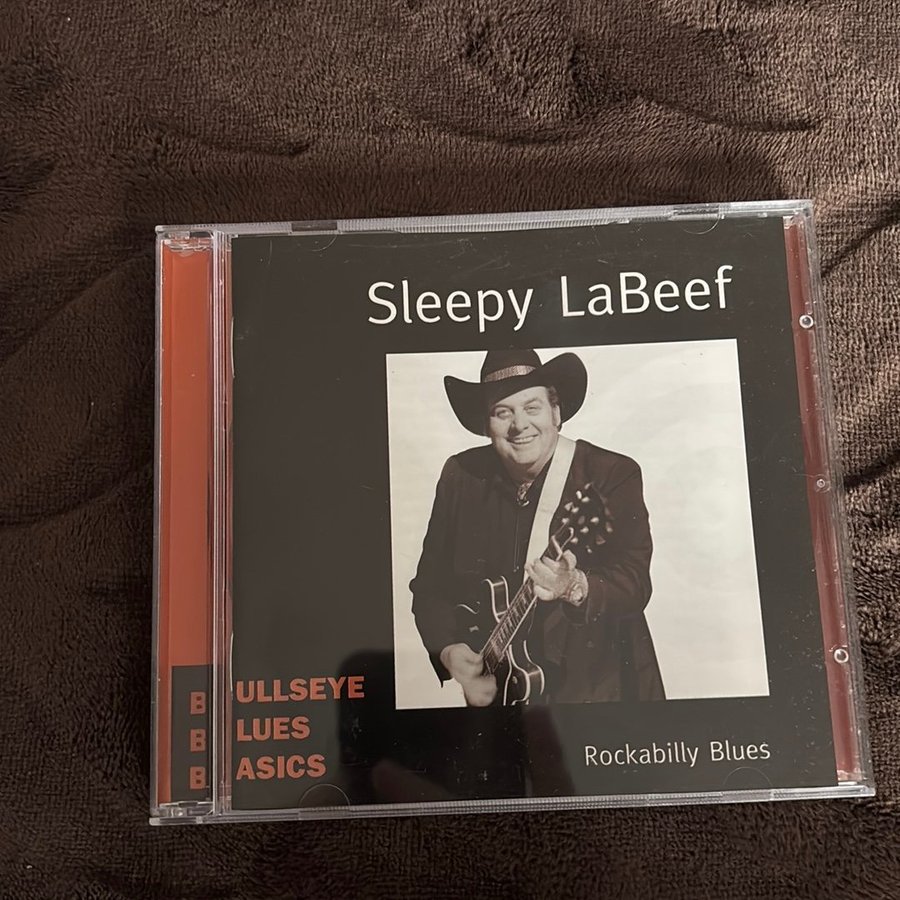 Sleepy LaBeef
BULLSEYE
BLUES
BASICS
Rockabilly Blues